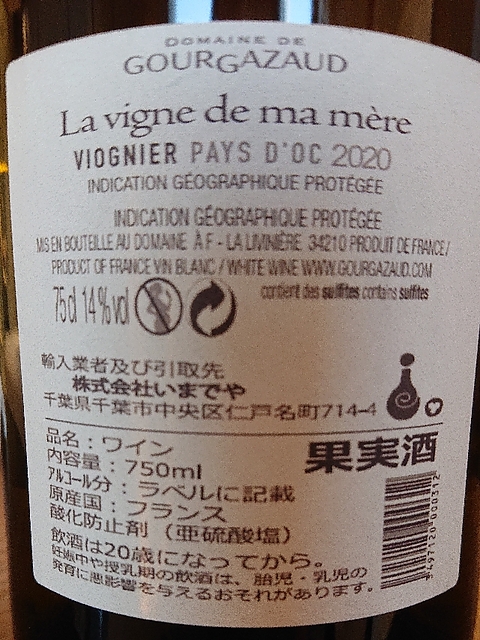 DOMAINE DE
GOURGAZAUD
La vigne de ma mère
VIOGNIER PAYS D'OC 2020
INDICATION GÉOGRAPHIQUE PROTÉGÉE
INDICATION GÉOGRAPHIQUE PROTÉGÉE
MIS EN BOUTEILLE AU DOMAINE À F - LA LIVINIÈRE 34210 PRODUIT DE FRANCE /
PRODUCT OF FRANCE VIN BLANC / WHITE WINE WWW.GOURGAZAUD.COM
75cl 14%vol
contient des sulfites contains sulfites
輸入業者及び引取先
株式会社いまでや
千葉県千葉市中央区仁戸名町714-4
品名：ワイン
果実酒
内容量：750ml
アルコール分：ラベルに記載
原産国：フランス
酸化防止剤（亜硫酸塩）
飲酒は20歳になってから。
妊娠中や授乳期の飲酒は、胎児・乳児の
発育に悪影響を与えるおそれがあります。